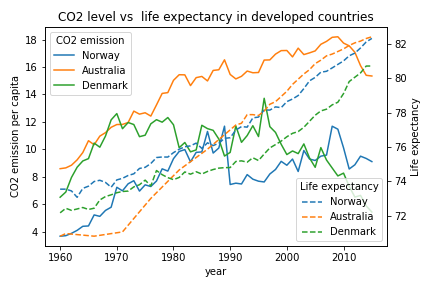 CO2 level vs  life expectancy in developed countries
CO2 emission per capita
18
16
14
12
10
8
6
4
CO2 emission
Norway
Australia
Denmark
Life expectancy
Norway
Australia
Denmark
82
80
78
76
74
72
Life expectancy
1960
1970
1980
1990
2000
2010
year